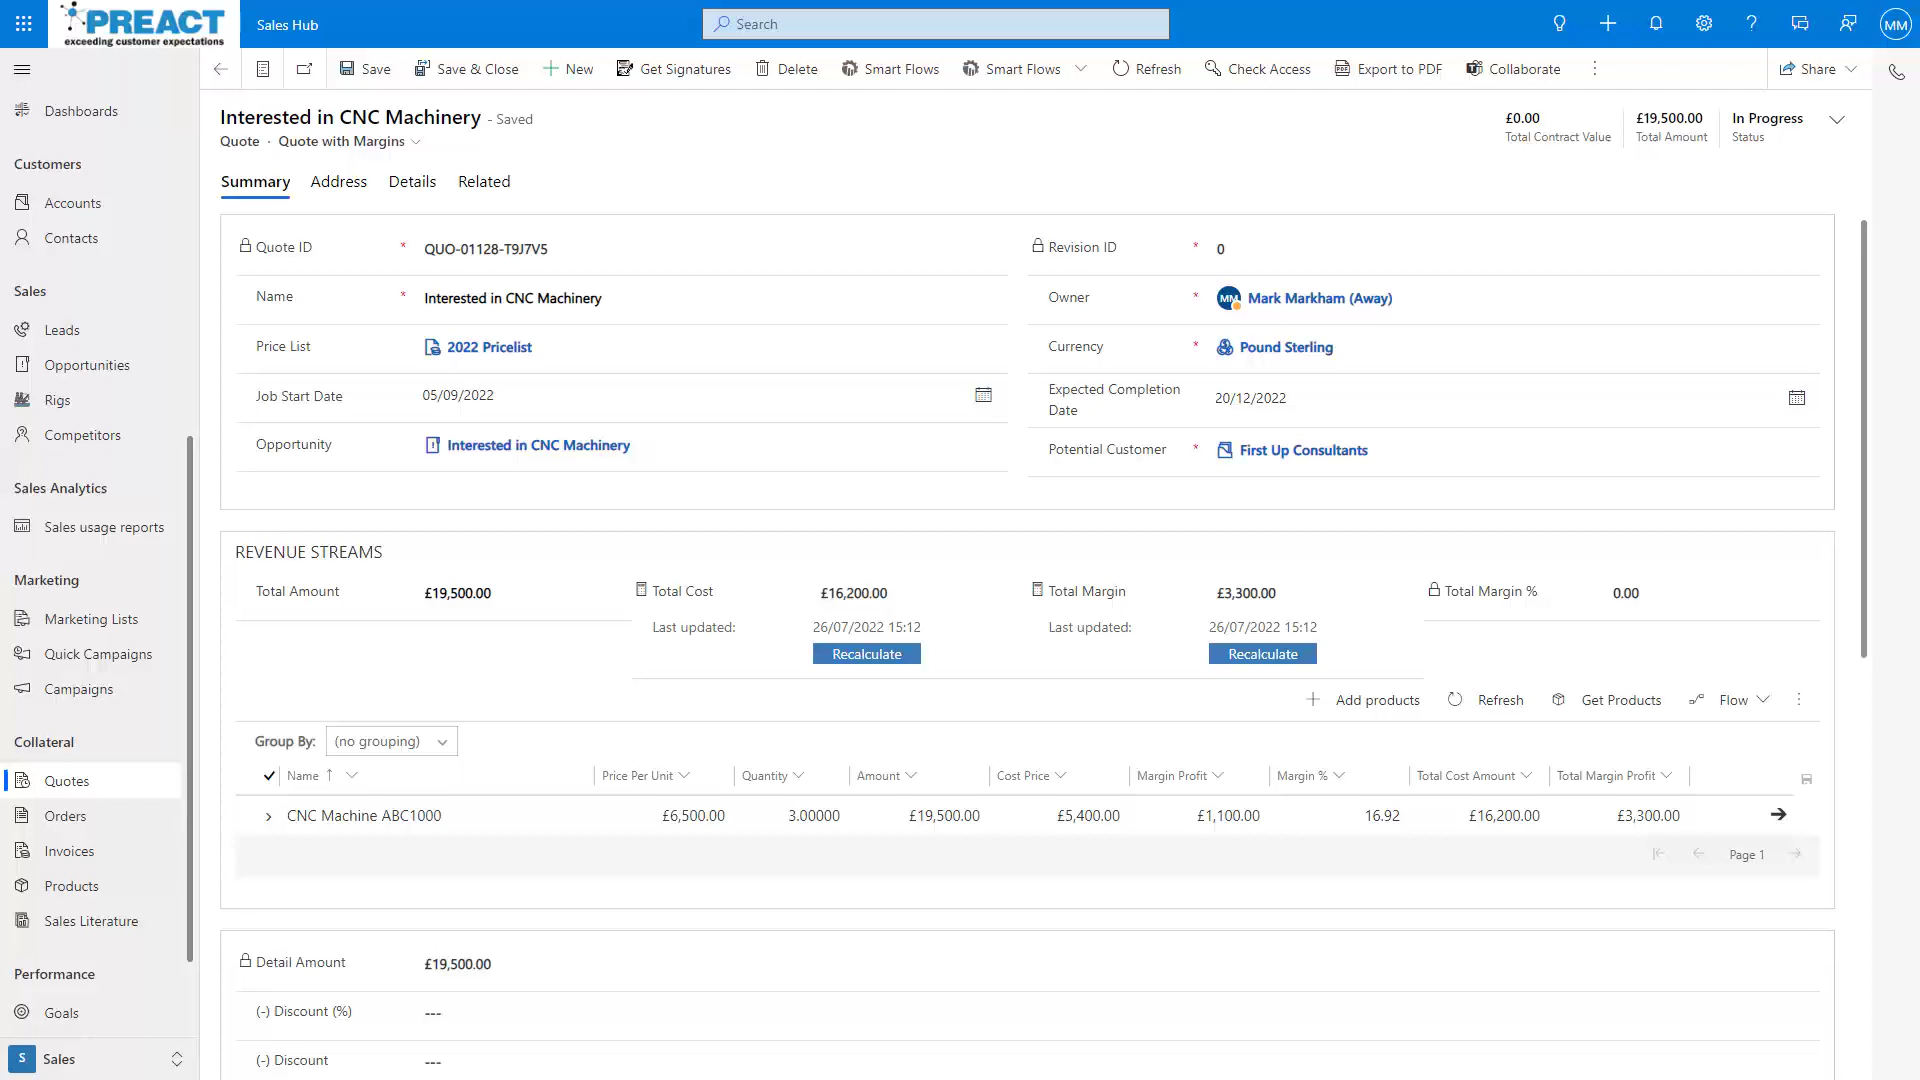 PREACT
exceeding customer expectations
Sales Hub
Search
MM
Save
Save & Close
New
Get Signatures
Delete
Smart Flows
Smart Flows
Refresh
Check Access
Export to PDF
Collaborate
Share
Dashboards
Customers
Accounts
Contacts
Sales
Leads
Opportunities
Rigs
Competitors
Sales Analytics
Sales usage reports
Marketing
Marketing Lists
Quick Campaigns
Campaigns
Collateral
Quotes
Orders
Invoices
Products
Sales Literature
Performance
Goals
S Sales
Interested in CNC Machinery - Saved
Quote · Quote with Margins
£0.00
Total Contract Value
£19,500.00
Total Amount
In Progress
Status
Summary Address Details Related
Quote ID * QUO-01128-T9J7V5
Name * Interested in CNC Machinery
Price List 2022 Pricelist
Job Start Date 05/09/2022
Opportunity Interested in CNC Machinery
Revision ID * 0
Owner * MM Mark Markham (Away)
Currency * Pound Sterling
Expected Completion
Date
20/12/2022
Potential Customer * First Up Consultants
REVENUE STREAMS
Total Amount £19,500.00
Total Cost £16,200.00
Last updated: 26/07/2022 15:12
Recalculate
Total Margin £3,300.00
Last updated: 26/07/2022 15:12
Recalculate
Total Margin % 0.00
Add products Refresh Get Products Flow
Group By: (no grouping)
Name Price Per Unit Quantity Amount Cost Price Margin Profit Margin % Total Cost Amount Total Margin Profit
CNC Machine ABC1000 £6,500.00 3.00000 £19,500.00 £5,400.00 £1,100.00 16.92 £16,200.00 £3,300.00
Page 1
Detail Amount £19,500.00
(-) Discount (%) ---
(-) Discount ---